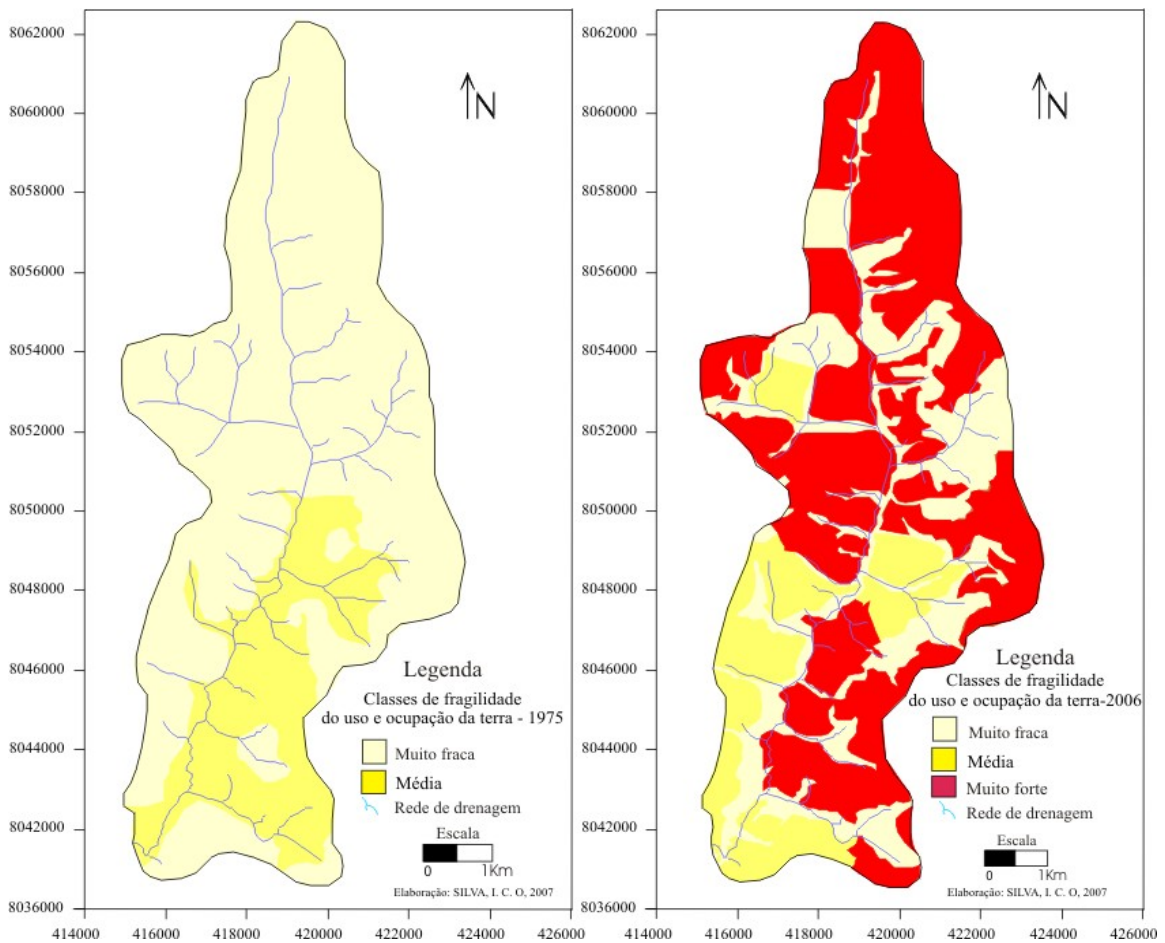 8062000
8060000
8058000
8056000
8054000
8052000
8050000
8048000
8046000
8044000
8042000
8040000
8036000
414000 416000 418000 420000 422000 424000 426000
N
Legenda
Classes de fragilidade
do uso e ocupação da terra - 1975
Muito fraca
Média
Rede de drenagem
Escala
0 1Km
Elaboração: SILVA, I. C. O, 2007
8062000
8060000
8058000
8056000
8054000
8052000
8050000
8048000
8046000
8044000
8042000
8040000
8036000
414000 416000 418000 420000 422000 424000 426000
N
Legenda
Classes de fragilidade
do uso e ocupação da terra-2006
Muito fraca
Média
Muito forte
Rede de drenagem
Escala
0 1Km
Elaboração: SILVA, I. C. O, 2007